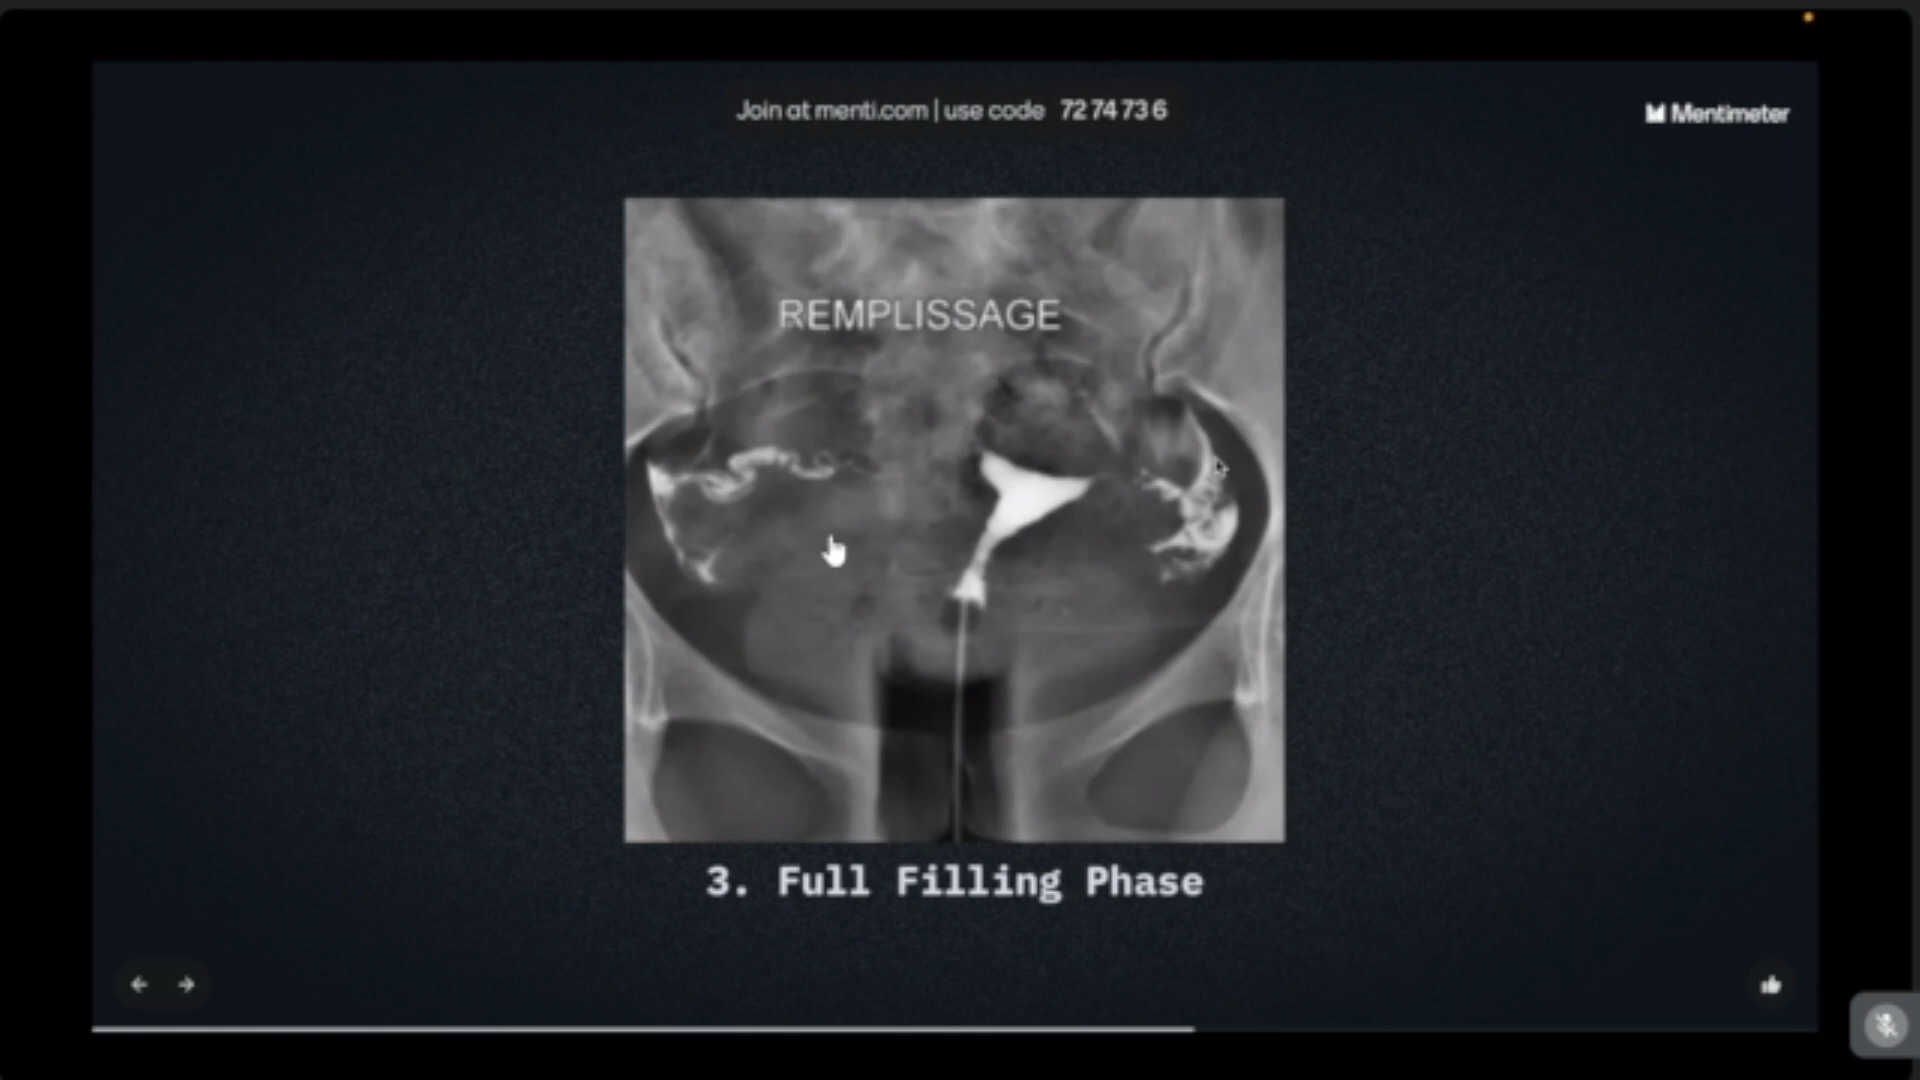 Join at menti.com | use code 72 74 73 6
Mentimeter
REMPLISSAGE
3. Full Filling Phase